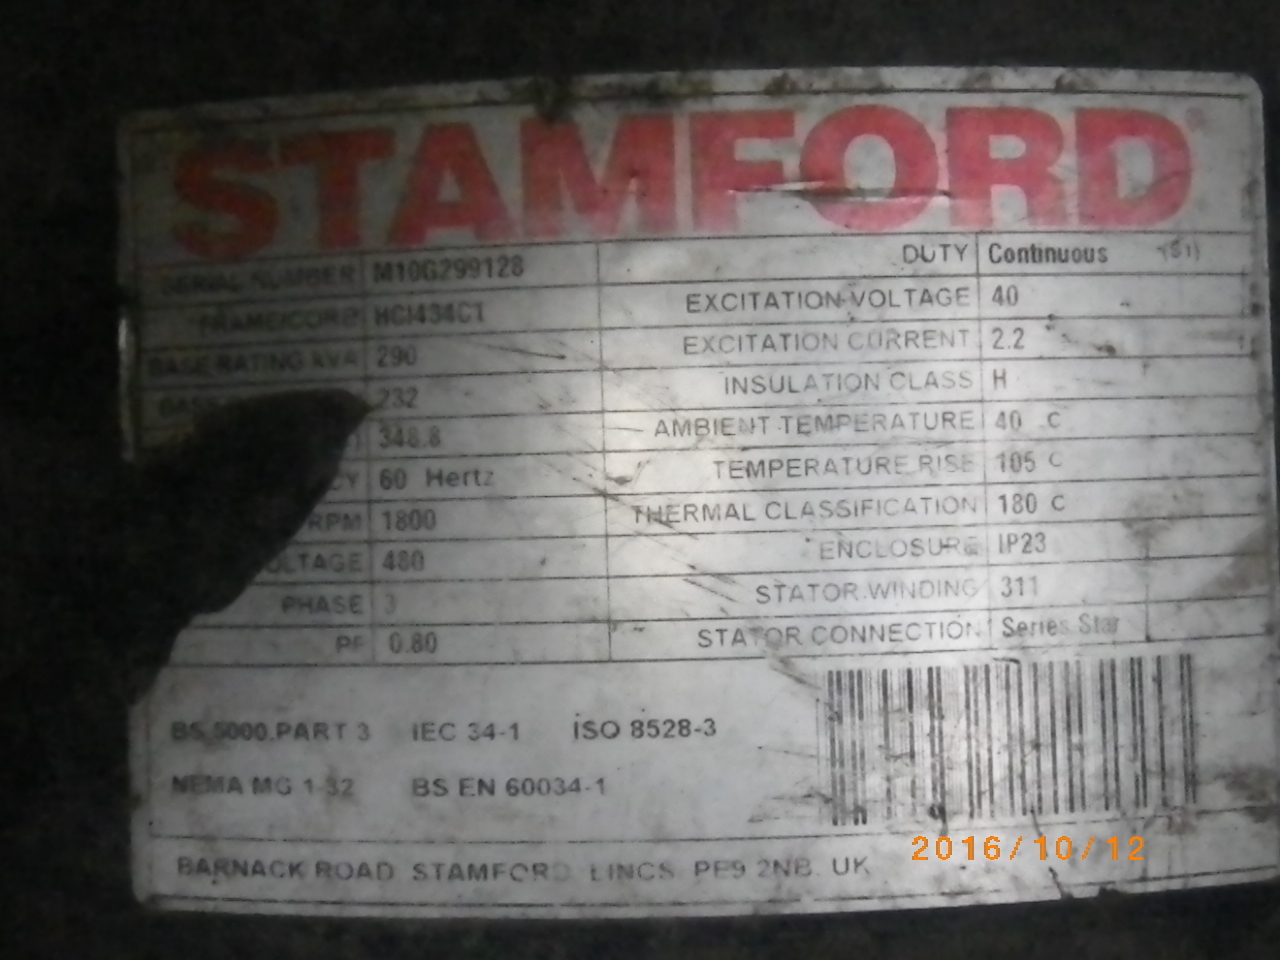 STAMFORD
SERIAL NUMBER M10G299128
FRAME/CORE HCI434C1
BASE RATING kVA 290
BASE 232
348.8
60 Hertz
RPM 1800
480
PHASE 3
PF 0.80
DUTY Continuous (S1)
EXCITATION VOLTAGE 40
EXCITATION CURRENT 2.2
INSULATION CLASS H
AMBIENT TEMPERATURE 40 C
TEMPERATURE RISE 105 C
THERMAL CLASSIFICATION 180 C
ENCLOSURE IP23
STATOR WINDING 311
STATOR CONNECTION Series Star
BS 5000 PART 3 IEC 34-1 ISO 8528-3
NEMA MG 1-32 BS EN 60034-1
BARNACK ROAD STAMFORD LINCS PE9 2NB UK
2016/10/12